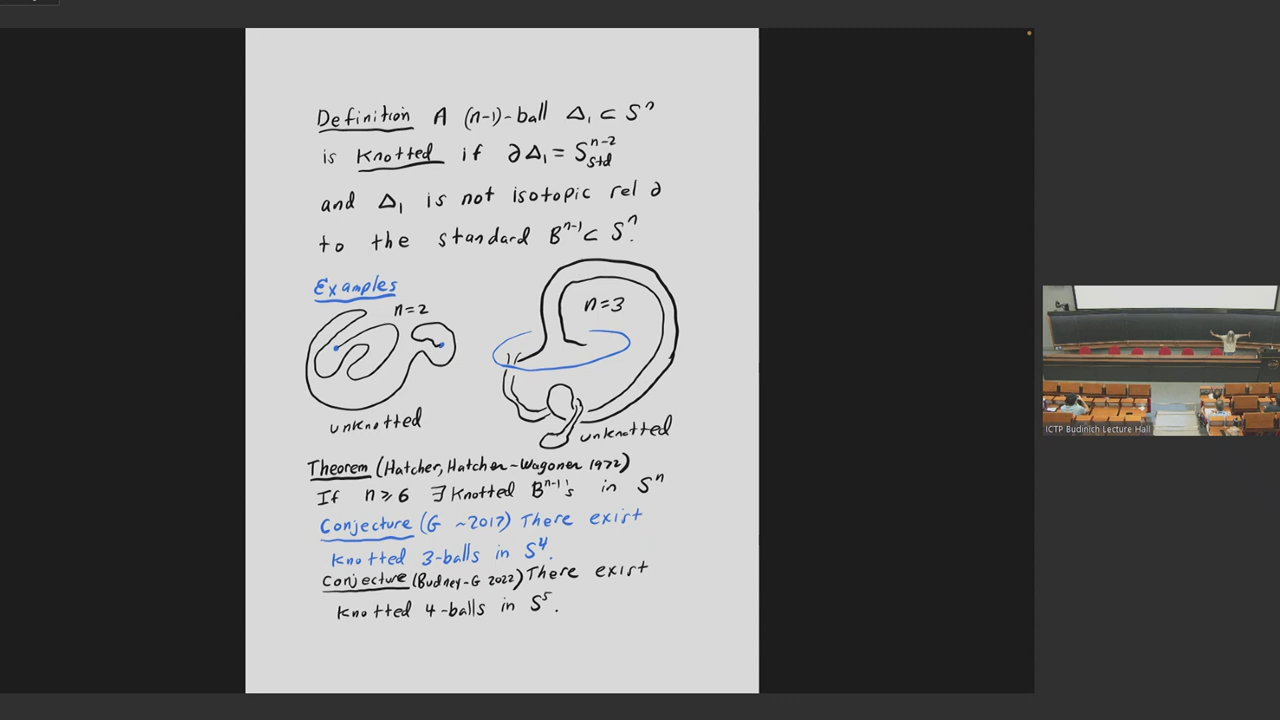 Definition A (n-1)-ball Δ₁ ⊂ Sⁿ
is Knotted if ∂Δ₁ = S^{n-2}_{std}
and Δ₁ is not isotopic rel ∂
to the standard B^{n-1} ⊂ Sⁿ.
Examples
n=2
n=3
unknotted
unknotted
Theorem (Hatcher, Hatcher-Wagoner 1972)
If n ⩾ 6 ∃ Knotted B^{n-1}'s in Sⁿ
Conjecture (G ~2017) There exist
Knotted 3-balls in S⁴.
Conjecture (Budney-G 2022) There exist
Knotted 4-balls in S⁵.
ICTP Budinich Lecture Hall